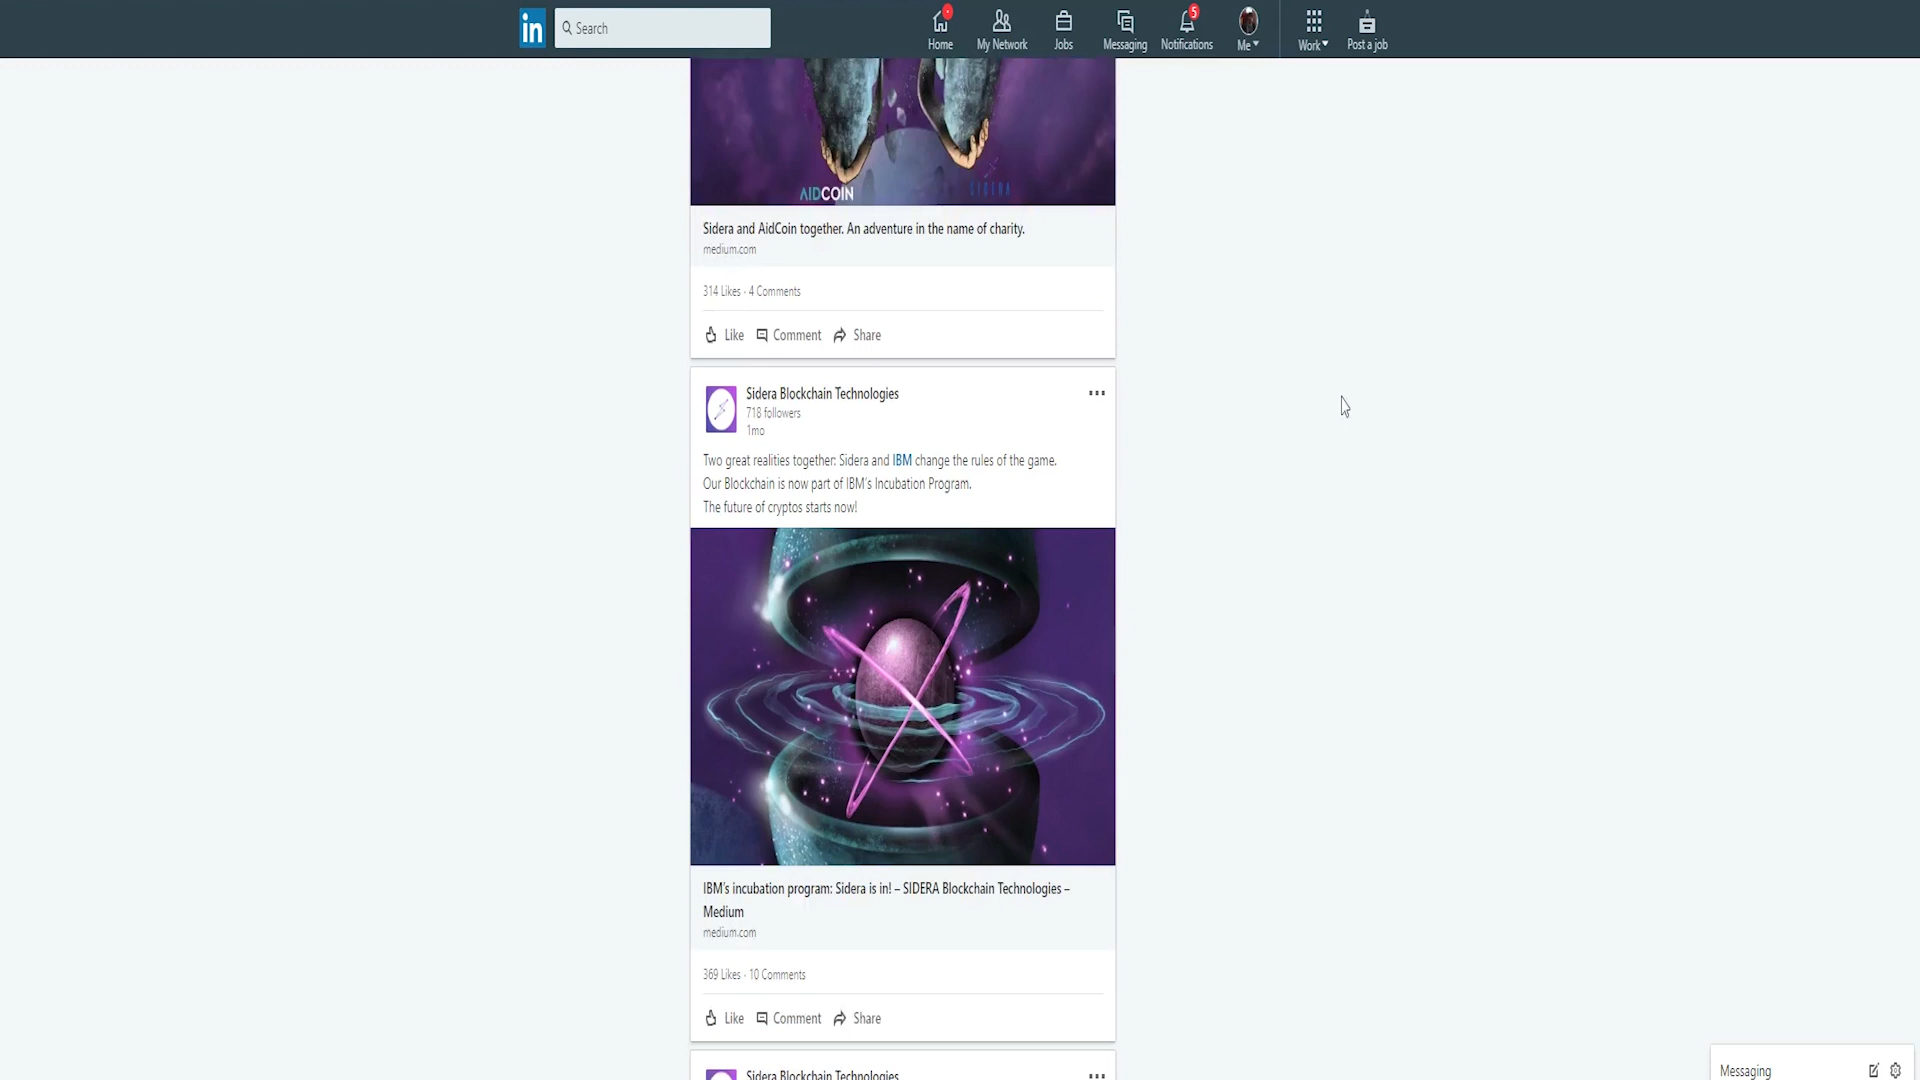 in
Search
Home
My Network
Jobs
Messaging
5
Notifications
Me
Work
Post a job
AIDCOIN
SIDERA
Sidera and AidCoin together. An adventure in the name of charity.
medium.com
314 Likes · 4 Comments
Like
Comment
Share
Sidera Blockchain Technologies
718 followers
1mo
Two great realities together: Sidera and IBM change the rules of the game.
Our Blockchain is now part of IBM's Incubation Program.
The future of cryptos starts now!
IBM's incubation program: Sidera is in! – SIDERA Blockchain Technologies –
Medium
medium.com
369 Likes · 10 Comments
Like
Comment
Share
Sidera Blockchain Technologies
Messaging